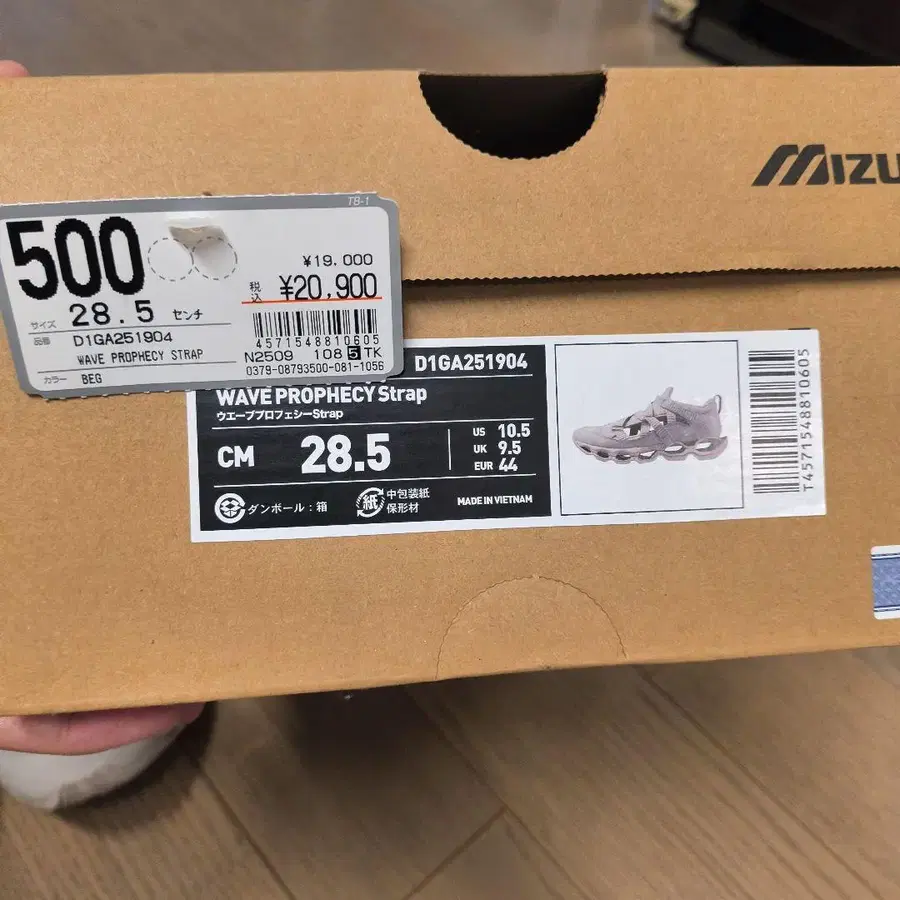 MIZU
TB-1
500
¥19.000
税込 ¥20,900
サイズ 28.5 センチ
品番 D1GA251904
WAVE PROPHECY STRAP
カラー BEG
4571548810605
N2509 108 5 TK
0379-08793500-081-1056
D1GA251904
WAVE PROPHECY Strap
ウエーブプロフェシーStrap
CM 28.5
US 10.5
UK 9.5
EUR 44
ダンボール：箱
紙 中包装紙
保形材
MADE IN VIETNAM
T4571548810605